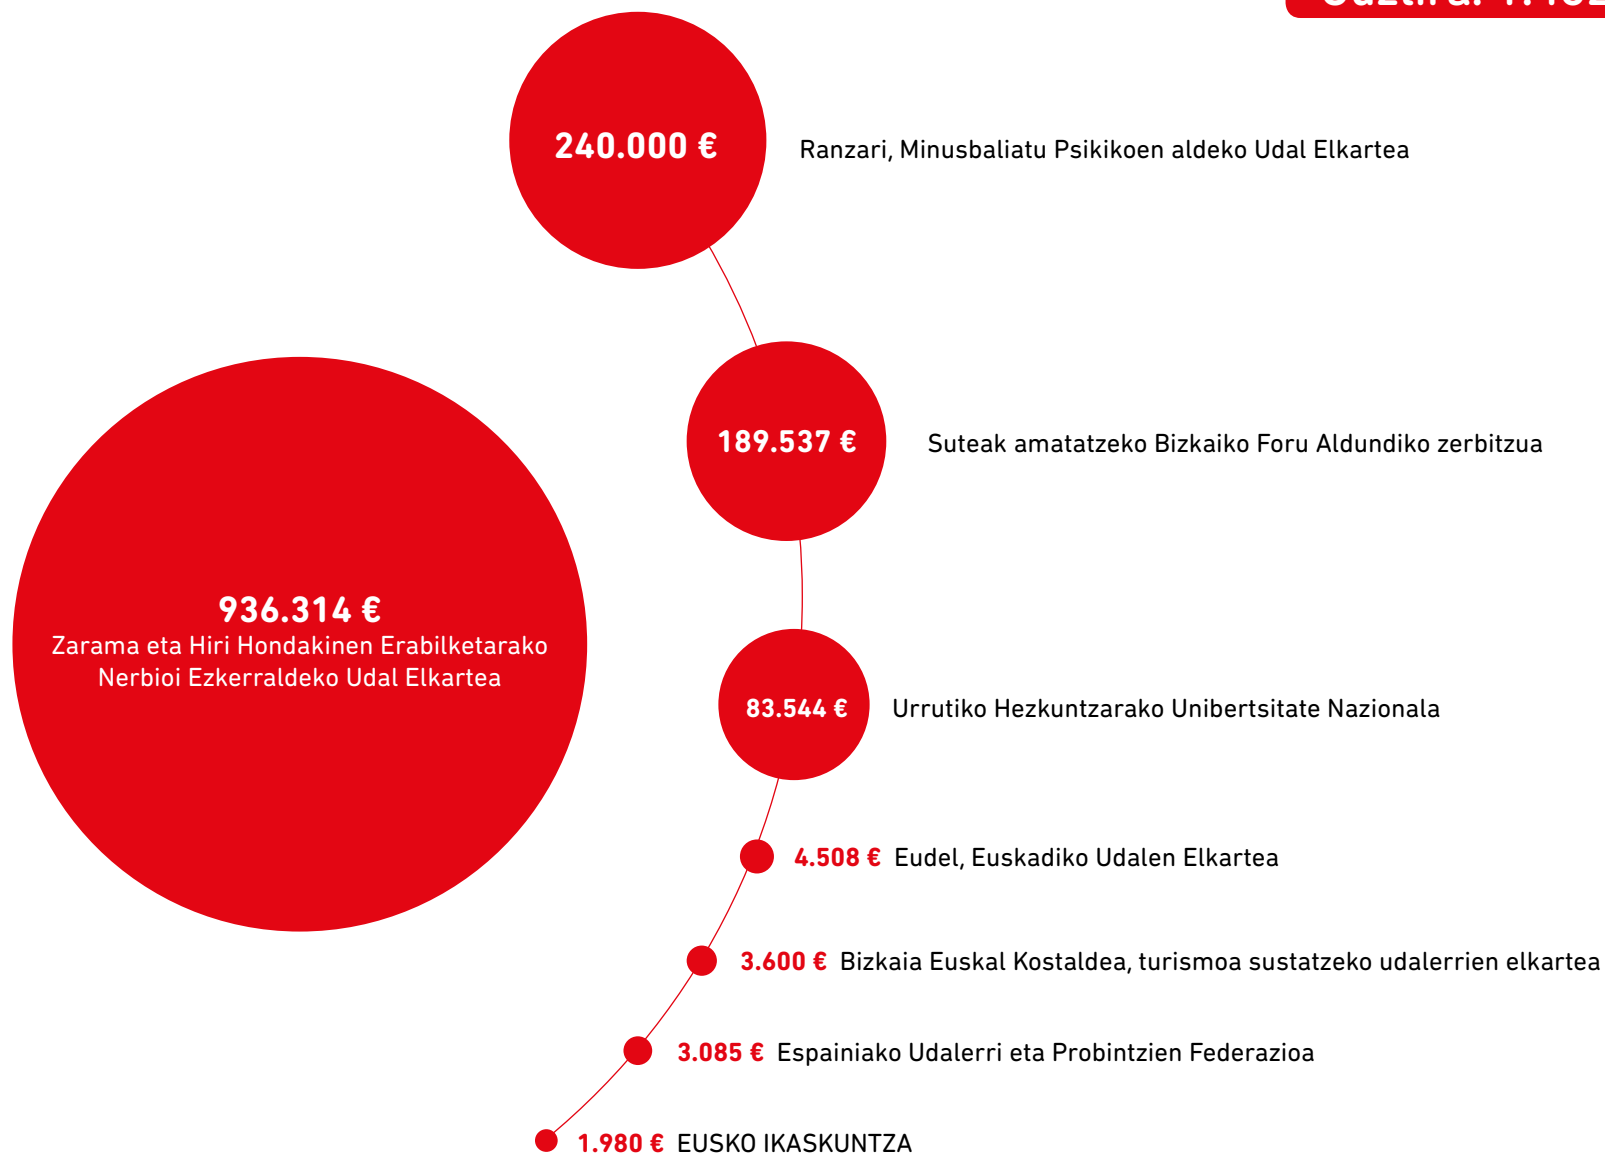 240.000 €
Ranzari, Minusbaliatu Psikikoen aldeko Udal Elkartea
189.537 €
Suteak amatatzeko Bizkaiko Foru Aldundiko zerbitzua
936.314 €
Zarama eta Hiri Hondakinen Erabilketarako
Nerbioi Ezkerraldeko Udal Elkartea
83.544 €
Urrutiko Hezkuntzarako Unibertsitate Nazionala
4.508 € Eudel, Euskadiko Udalen Elkartea
3.600 € Bizkaia Euskal Kostaldea, turismoa sustatzeko udalerrien elkartea
3.085 € Espainiako Udalerri eta Probintzien Federazioa
1.980 € EUSKO IKASKUNTZA